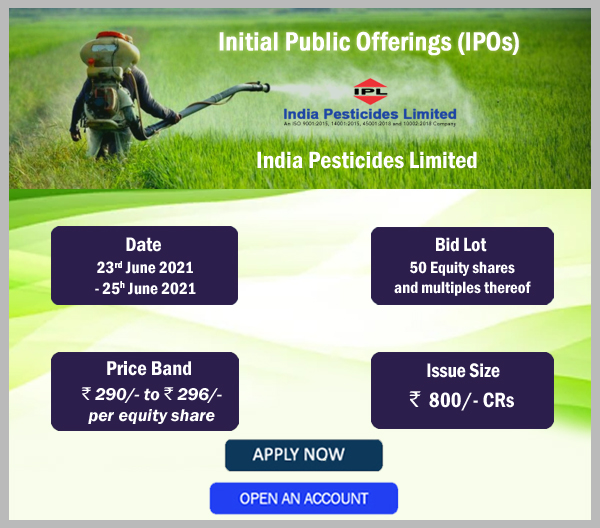 Initial Public Offerings (IPOs)
IPL
India Pesticides Limited
An ISO 9001:2015, 14001:2015, 45001:2018 and 10002:2018 Company
India Pesticides Limited
Date
23rd June 2021
- 25h June 2021
Bid Lot
50 Equity shares
and multiples thereof
Price Band
₹ 290/- to ₹ 296/-
per equity share
Issue Size
₹ 800/- CRs
APPLY NOW
OPEN AN ACCOUNT